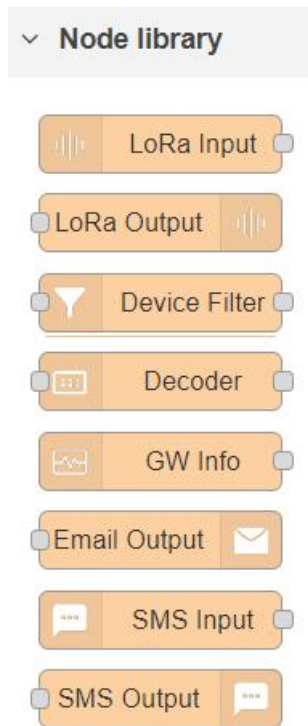 Node library
LoRa Input
LoRa Output
Device Filter
Decoder
GW Info
Email Output
SMS Input
SMS Output